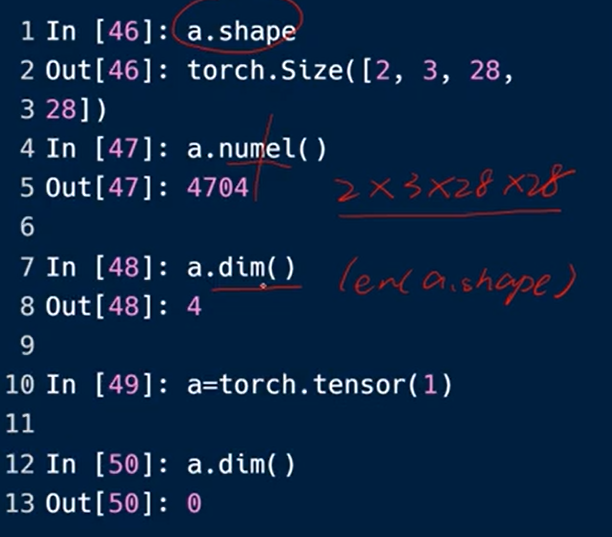 1 In [46]: a.shape
2 Out[46]: torch.Size([2, 3, 28,
3 28])
4 In [47]: a.numel()
5 Out[47]: 4704 2×3×28×28
6
7 In [48]: a.dim() len(a.shape)
8 Out[48]: 4
9
10 In [49]: a=torch.tensor(1)
11
12 In [50]: a.dim()
13 Out[50]: 0